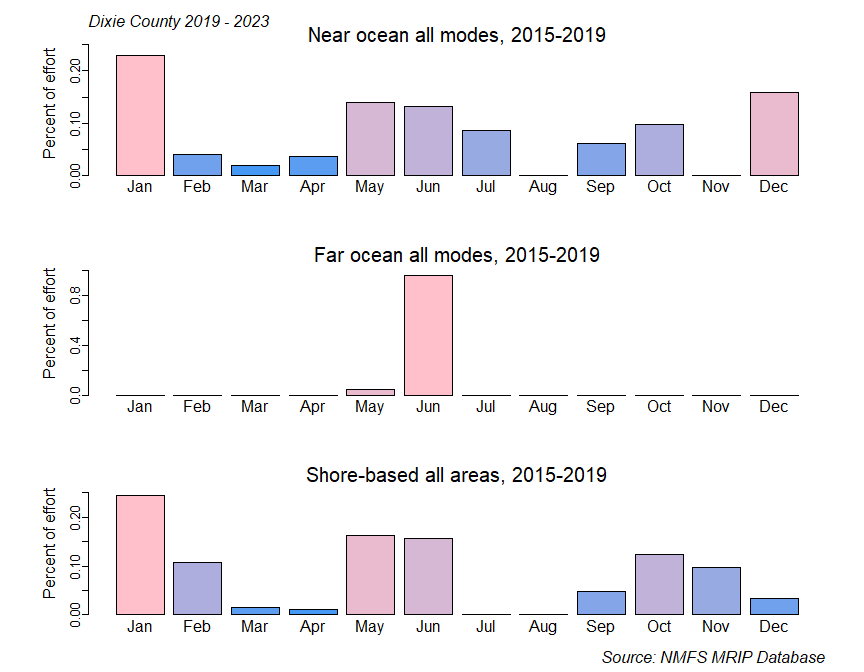 Dixie County 2019 - 2023
Near ocean all modes, 2015-2019
Percent of effort
0.00 0.10 0.20
Jan Feb Mar Apr May Jun Jul Aug Sep Oct Nov Dec
Far ocean all modes, 2015-2019
Percent of effort
0.0 0.4 0.8
Jan Feb Mar Apr May Jun Jul Aug Sep Oct Nov Dec
Shore-based all areas, 2015-2019
Percent of effort
0.00 0.10 0.20
Jan Feb Mar Apr May Jun Jul Aug Sep Oct Nov Dec
Source: NMFS MRIP Database